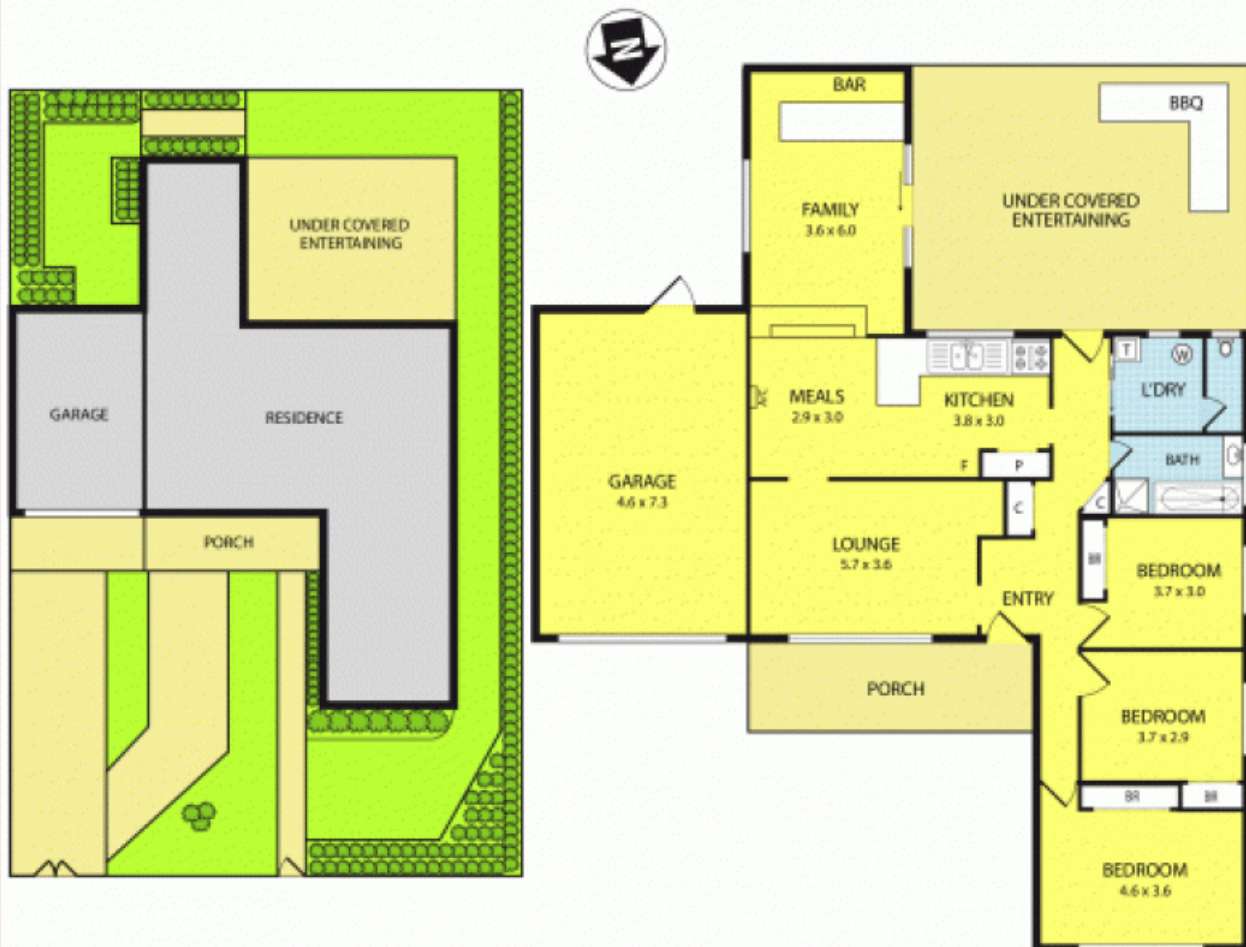 N
UNDER COVERED
ENTERTAINING
GARAGE
RESIDENCE
PORCH
BAR
BBQ
FAMILY
3.6 x 6.0
UNDER COVERED
ENTERTAINING
T
W
L'DRY
MEALS
2.9 x 3.0
KITCHEN
3.8 x 3.0
BATH
F
P
GARAGE
4.6 x 7.3
C
C
LOUNGE
5.7 x 3.6
BR
BEDROOM
3.7 x 3.0
ENTRY
PORCH
BEDROOM
3.7 x 2.9
BR
BR
BEDROOM
4.6 x 3.6